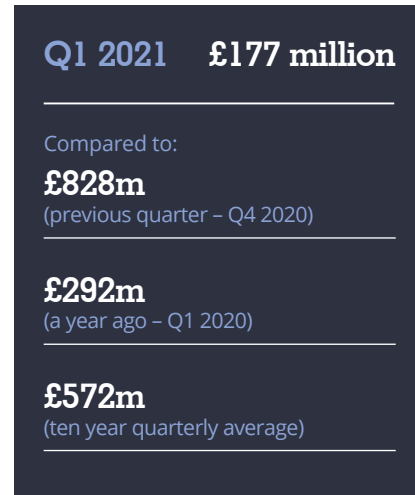 Q1 2021 £177 million
Compared to:
£828m
(previous quarter – Q4 2020)
£292m
(a year ago – Q1 2020)
£572m
(ten year quarterly average)